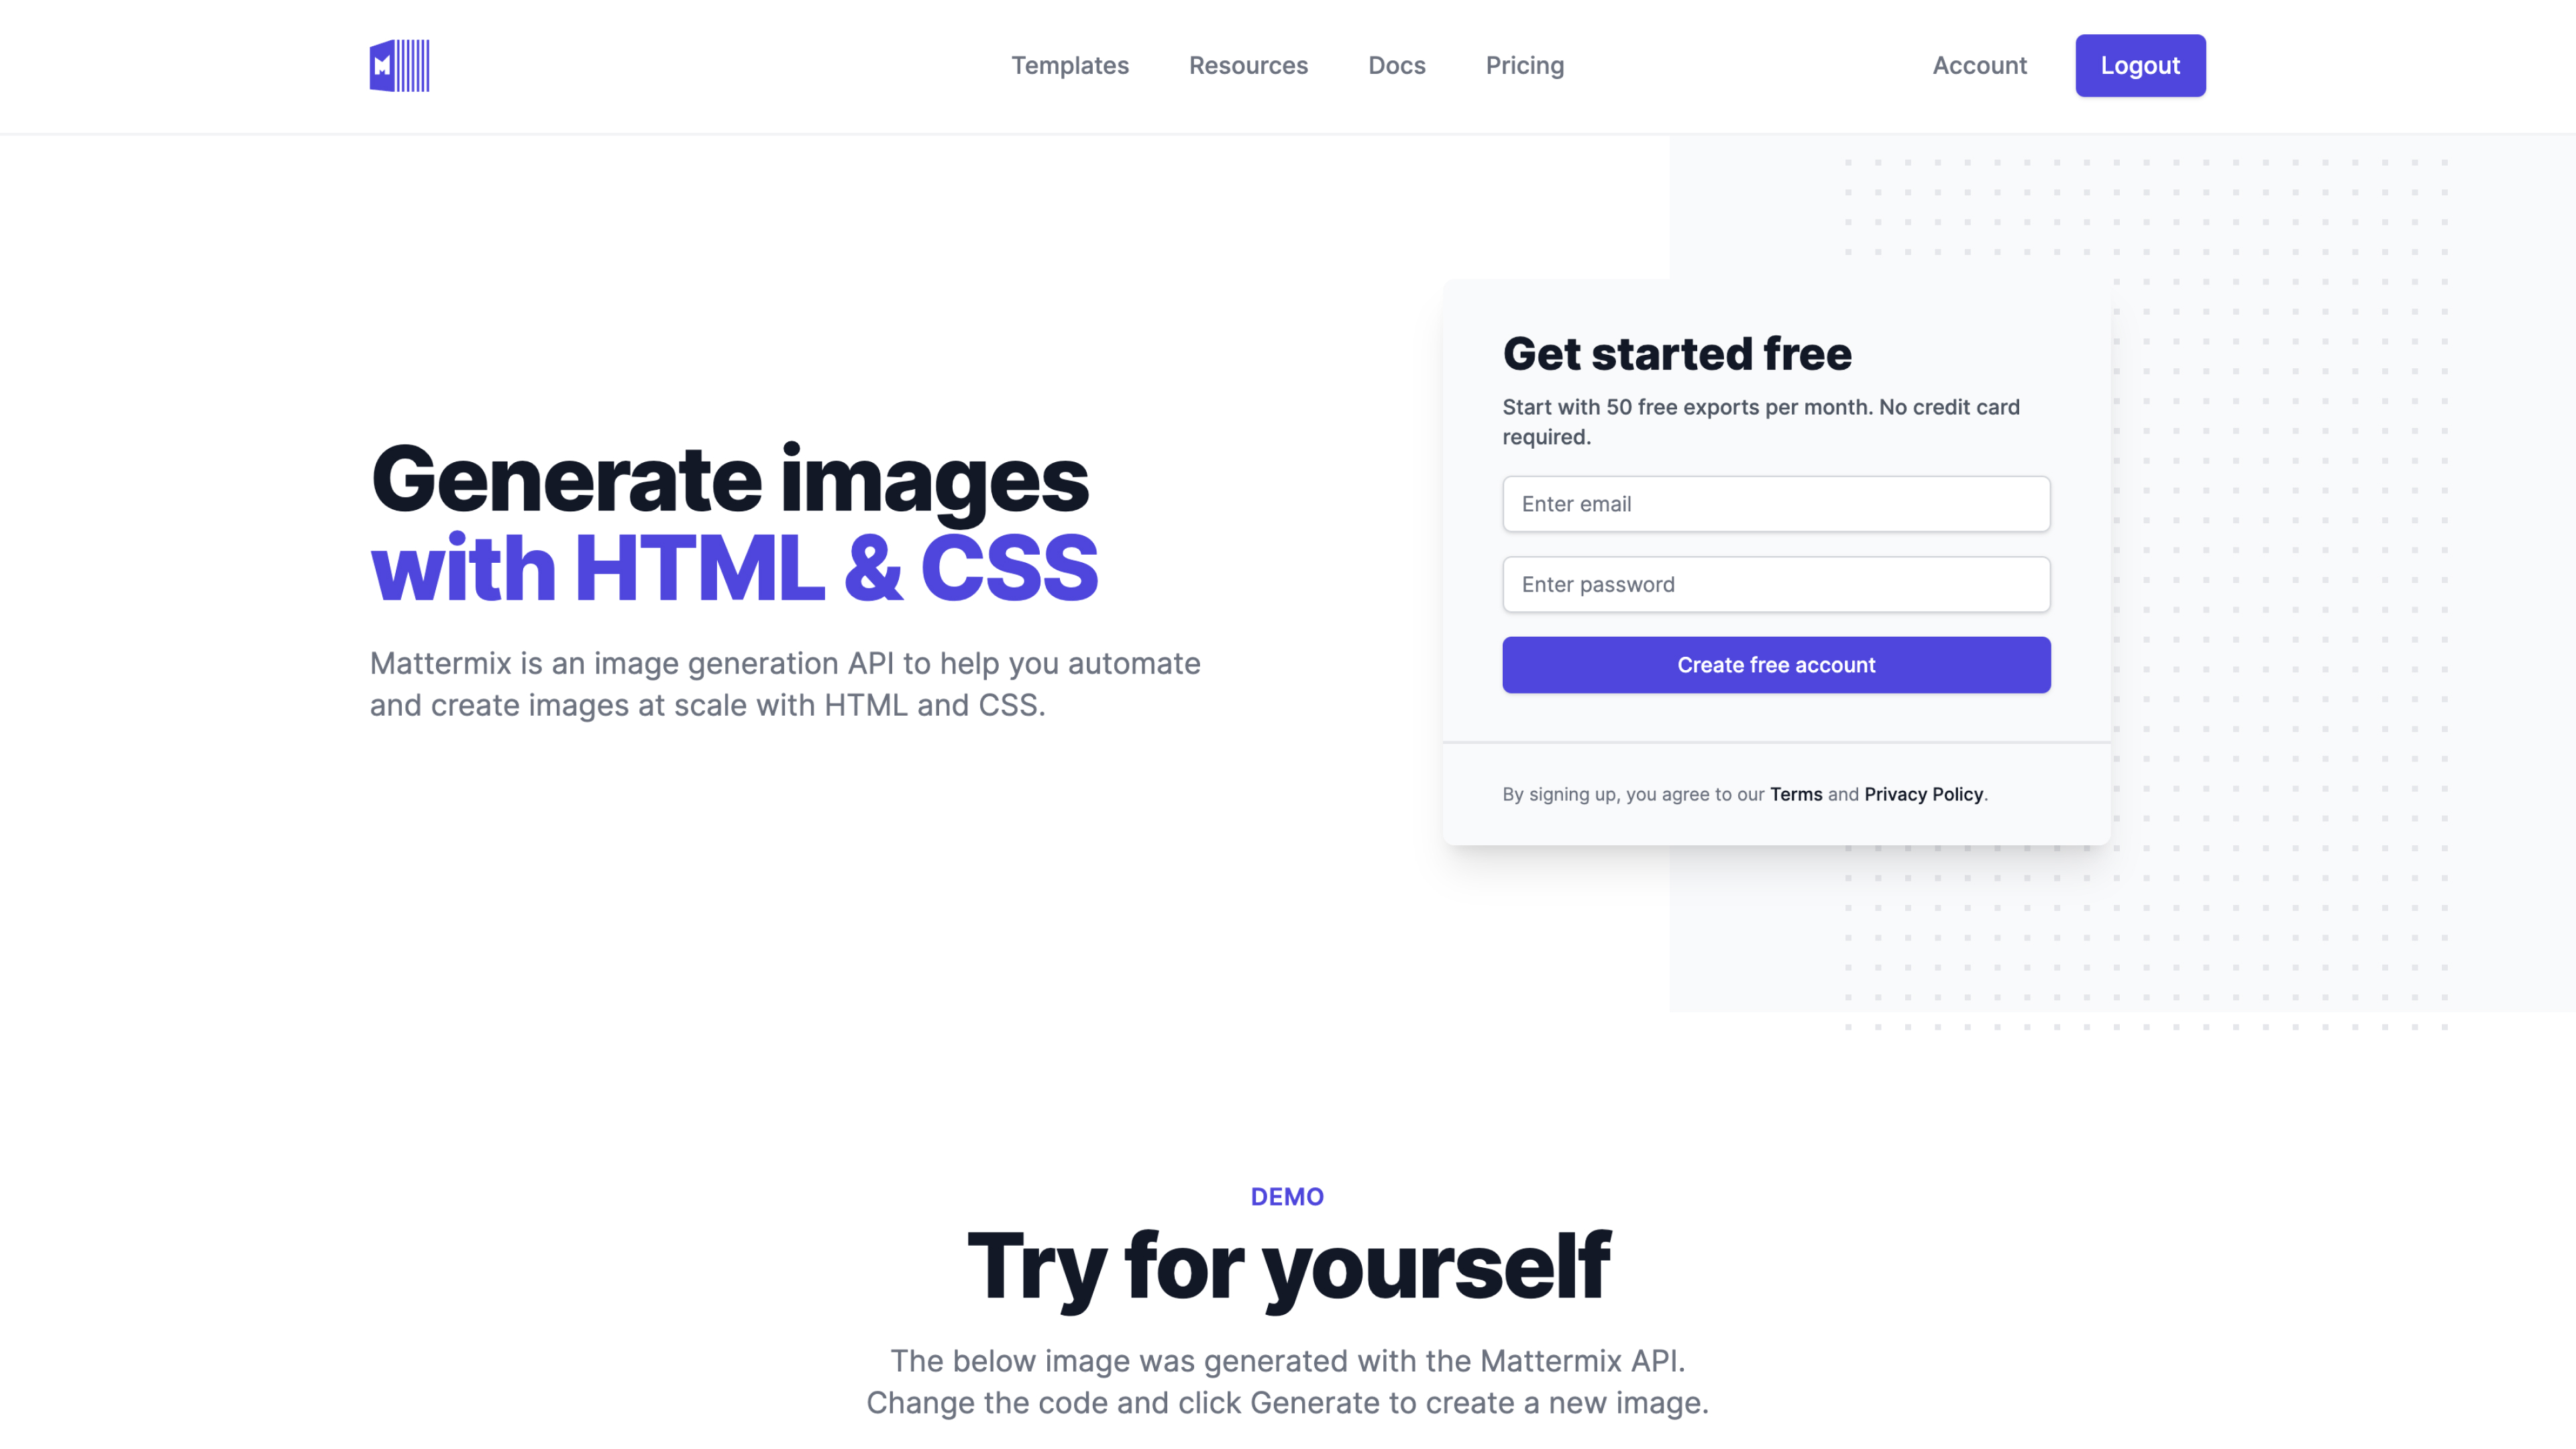 M
Templates
Resources
Docs
Pricing
Account
Logout
Generate images
with HTML & CSS
Mattermix is an image generation API to help you automate
and create images at scale with HTML and CSS.
Get started free
Start with 50 free exports per month. No credit card
required.
Enter email
Enter password
Create free account
By signing up, you agree to our Terms and Privacy Policy.
DEMO
Try for yourself
The below image was generated with the Mattermix API.
Change the code and click Generate to create a new image.